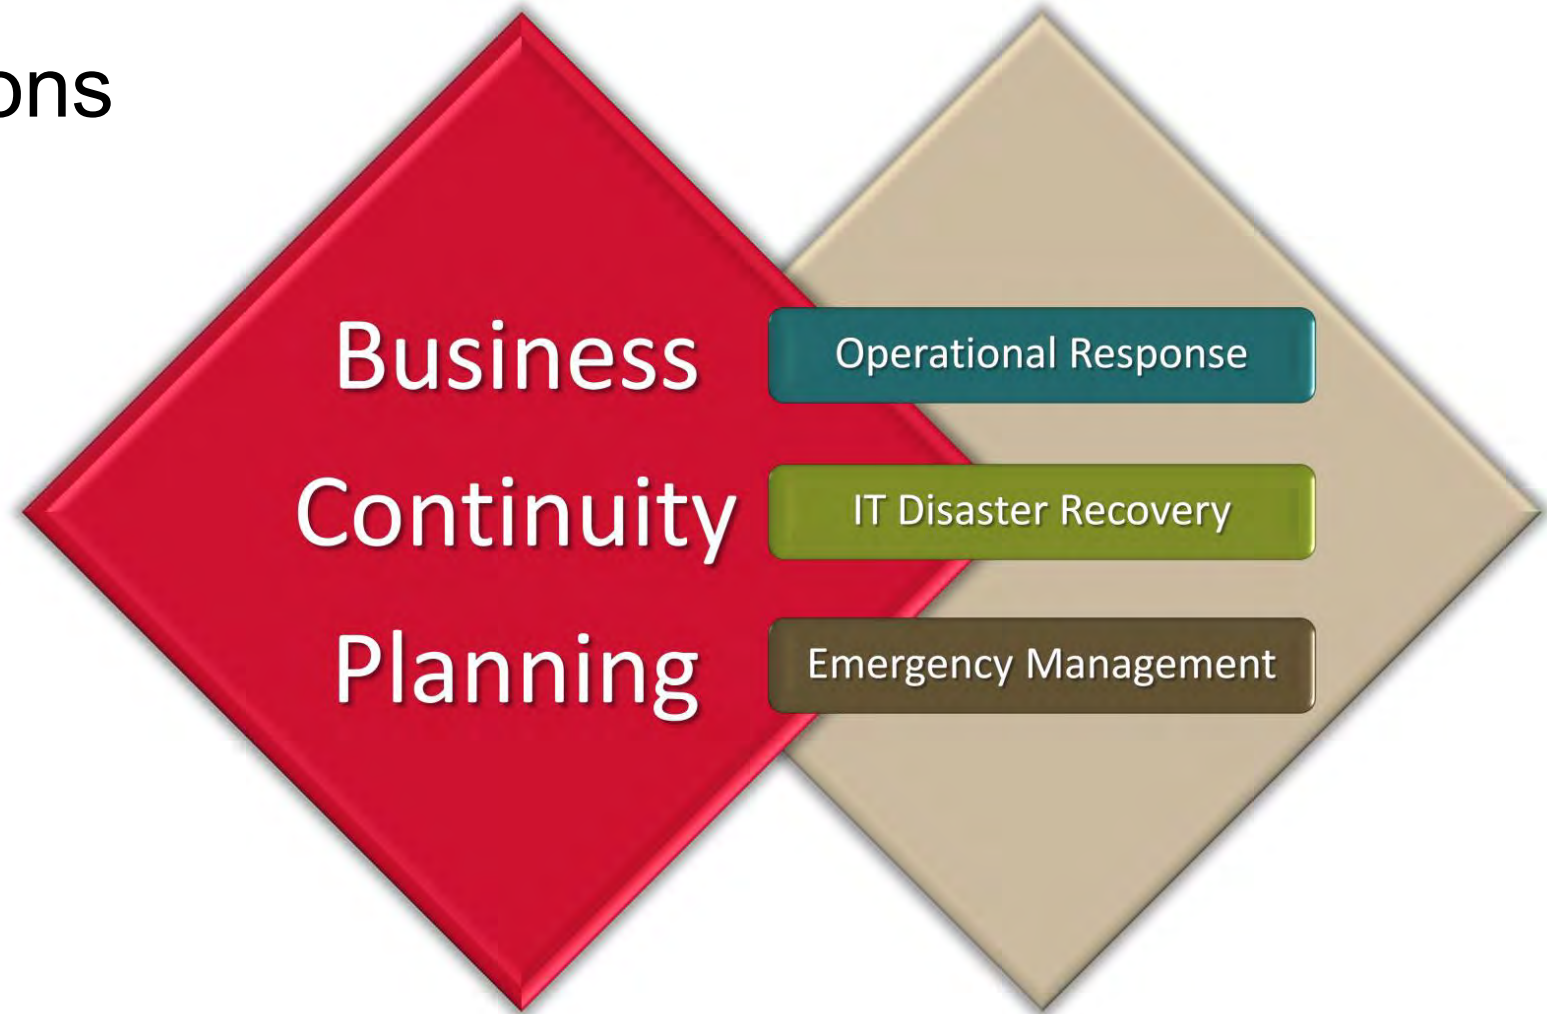 ons
Business
Continuity
Planning
Operational Response
IT Disaster Recovery
Emergency Management